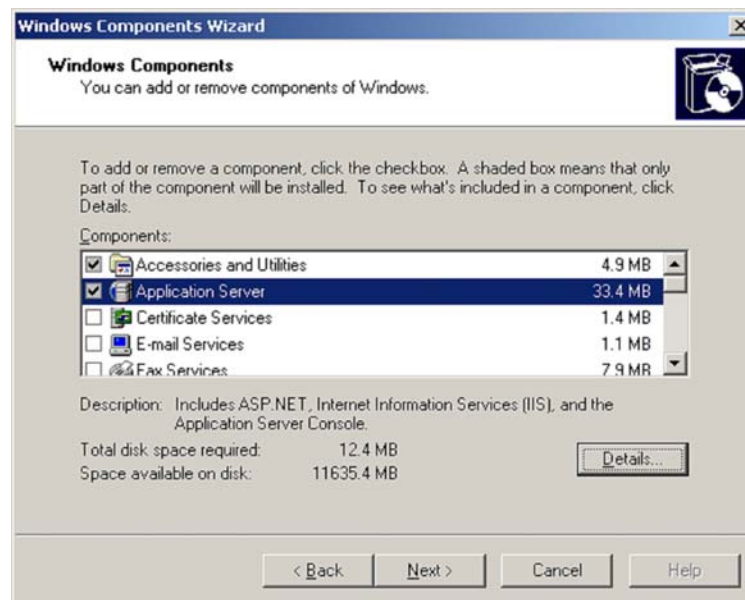 Windows Components Wizard
Windows Components
You can add or remove components of Windows.
To add or remove a component, click the checkbox. A shaded box means that only
part of the component will be installed. To see what's included in a component, click
Details.
Components:
Accessories and Utilities 4.9 MB
Application Server 33.4 MB
Certificate Services 1.4 MB
E-mail Services 1.1 MB
Fax Services 7.9 MB
Description: Includes ASP.NET, Internet Information Services (IIS), and the
Application Server Console.
Total disk space required: 12.4 MB
Space available on disk: 11635.4 MB
Details...
< Back Next > Cancel Help